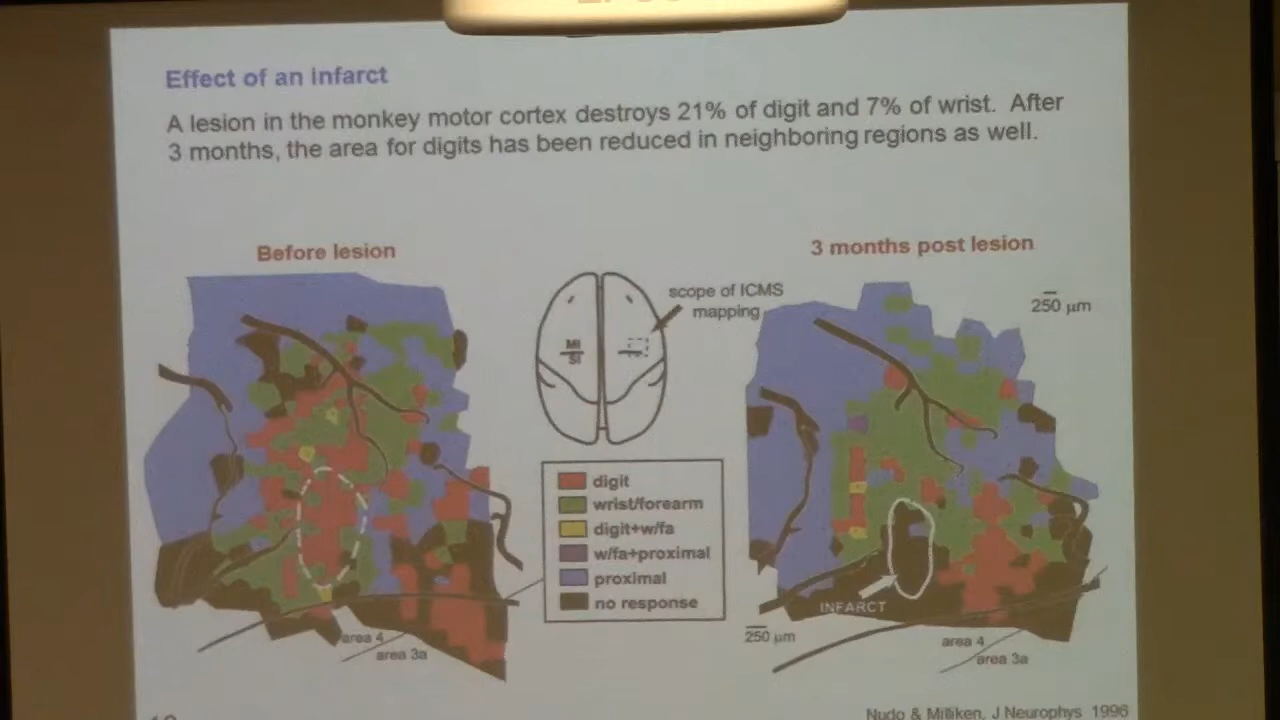 Effect of an infarct
A lesion in the monkey motor cortex destroys 21% of digit and 7% of wrist. After
3 months, the area for digits has been reduced in neighboring regions as well.
Before lesion
3 months post lesion
scope of ICMS
mapping
250 µm
MI
SI
digit
wrist/forearm
digit+w/fa
w/fa+proximal
proximal
no response
INFARCT
250 µm
area 4
area 3a
area 4
area 3a
Nudo & Milliken, J Neurophys 1996